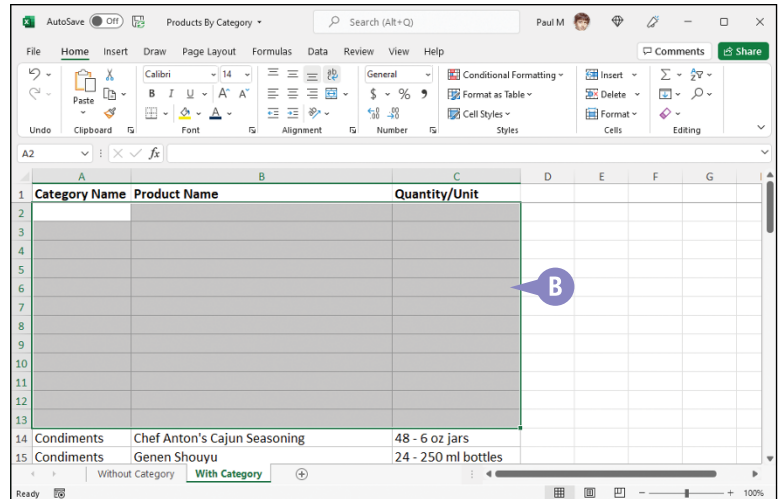 AutoSave Off Products By Category Search (Alt+Q) Paul M
File Home Insert Draw Page Layout Formulas Data Review View Help Comments Share
Calibri 14 ab General Conditional Formatting Insert Σ
Paste B I U A A $ % 9 Format as Table Delete
A Cell Styles Format
Undo Clipboard Font Alignment Number Styles Cells Editing
A2 fx
A B C D E F G
1 Category Name Product Name Quantity/Unit
2
3
4
5
6 B
7
8
9
10
11
12
13
14 Condiments Chef Anton's Cajun Seasoning 48 - 6 oz jars
15 Condiments Genen Shouyu 24 - 250 ml bottles
Without Category With Category
Ready 100%